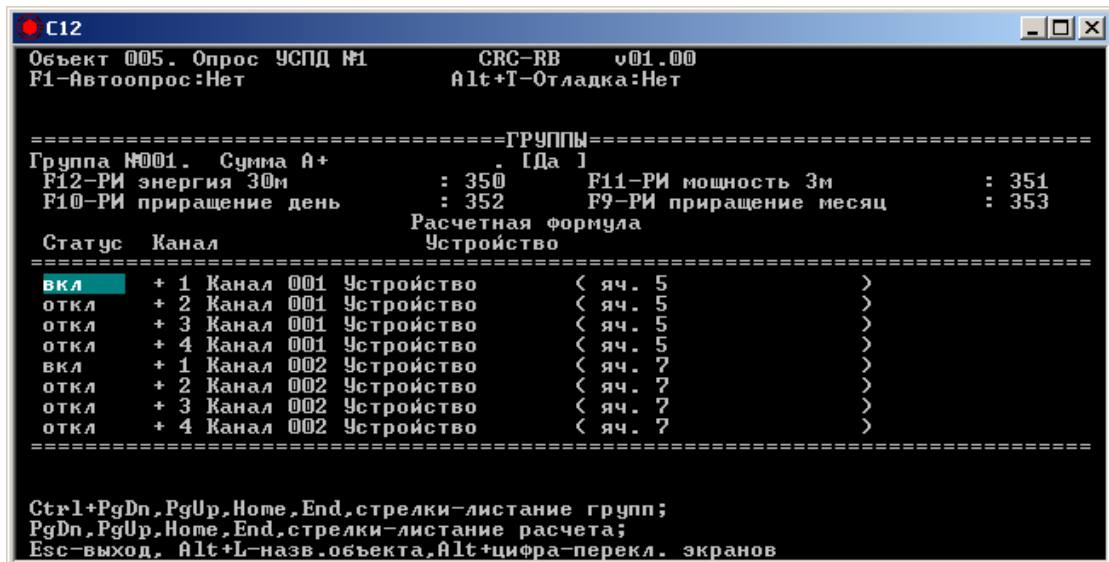 C12
Объект 005. Опрос УСПД №1 CRC-RB v01.00
F1-Автоопрос:Нет Alt+T-Отладка:Нет
===================================ГРУППЫ=====================================
Группа №001. Сумма A+ . [Да ]
F12-РИ энергия 30м : 350 F11-РИ мощность 3м : 351
F10-РИ приращение день : 352 F9-РИ приращение месяц : 353
Расчетная формула
Статус Канал Устройство
==============================================================================
вкл + 1 Канал 001 Устройство ( яч. 5 )
откл + 2 Канал 001 Устройство ( яч. 5 )
откл + 3 Канал 001 Устройство ( яч. 5 )
откл + 4 Канал 001 Устройство ( яч. 5 )
вкл + 1 Канал 002 Устройство ( яч. 7 )
откл + 2 Канал 002 Устройство ( яч. 7 )
откл + 3 Канал 002 Устройство ( яч. 7 )
откл + 4 Канал 002 Устройство ( яч. 7 )
==============================================================================
Ctrl+PgDn,PgUp,Home,End,стрелки-листание групп;
PgDn,PgUp,Home,End,стрелки-листание расчета;
Esc-выход, Alt+L-назв.объекта,Alt+цифра-перекл. экранов